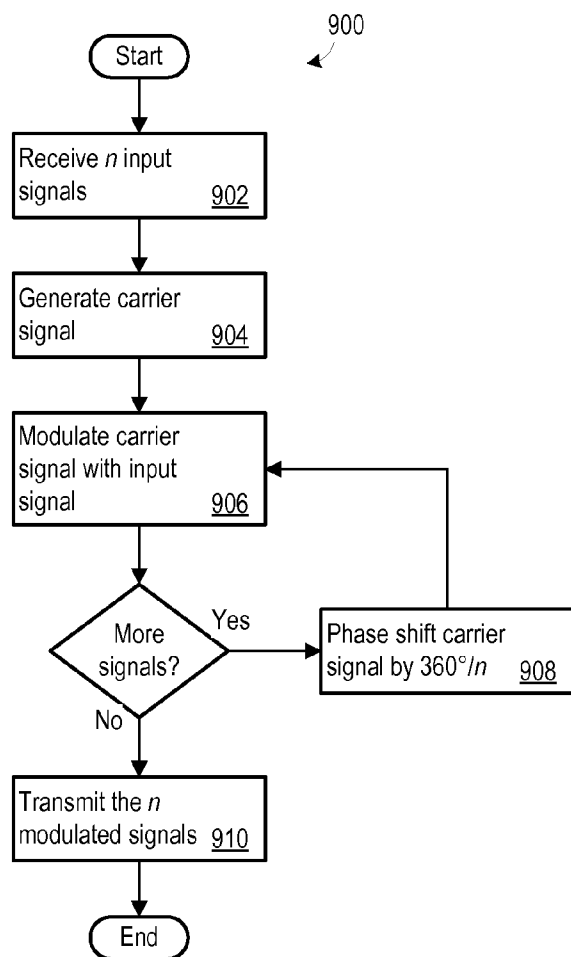 900
Start
Receive n input
signals
902
Generate carrier
signal
904
Modulate carrier
signal with input
signal
906
More
signals?
Yes
Phase shift carrier
signal by 360°/n
908
No
Transmit the n
modulated signals
910
End